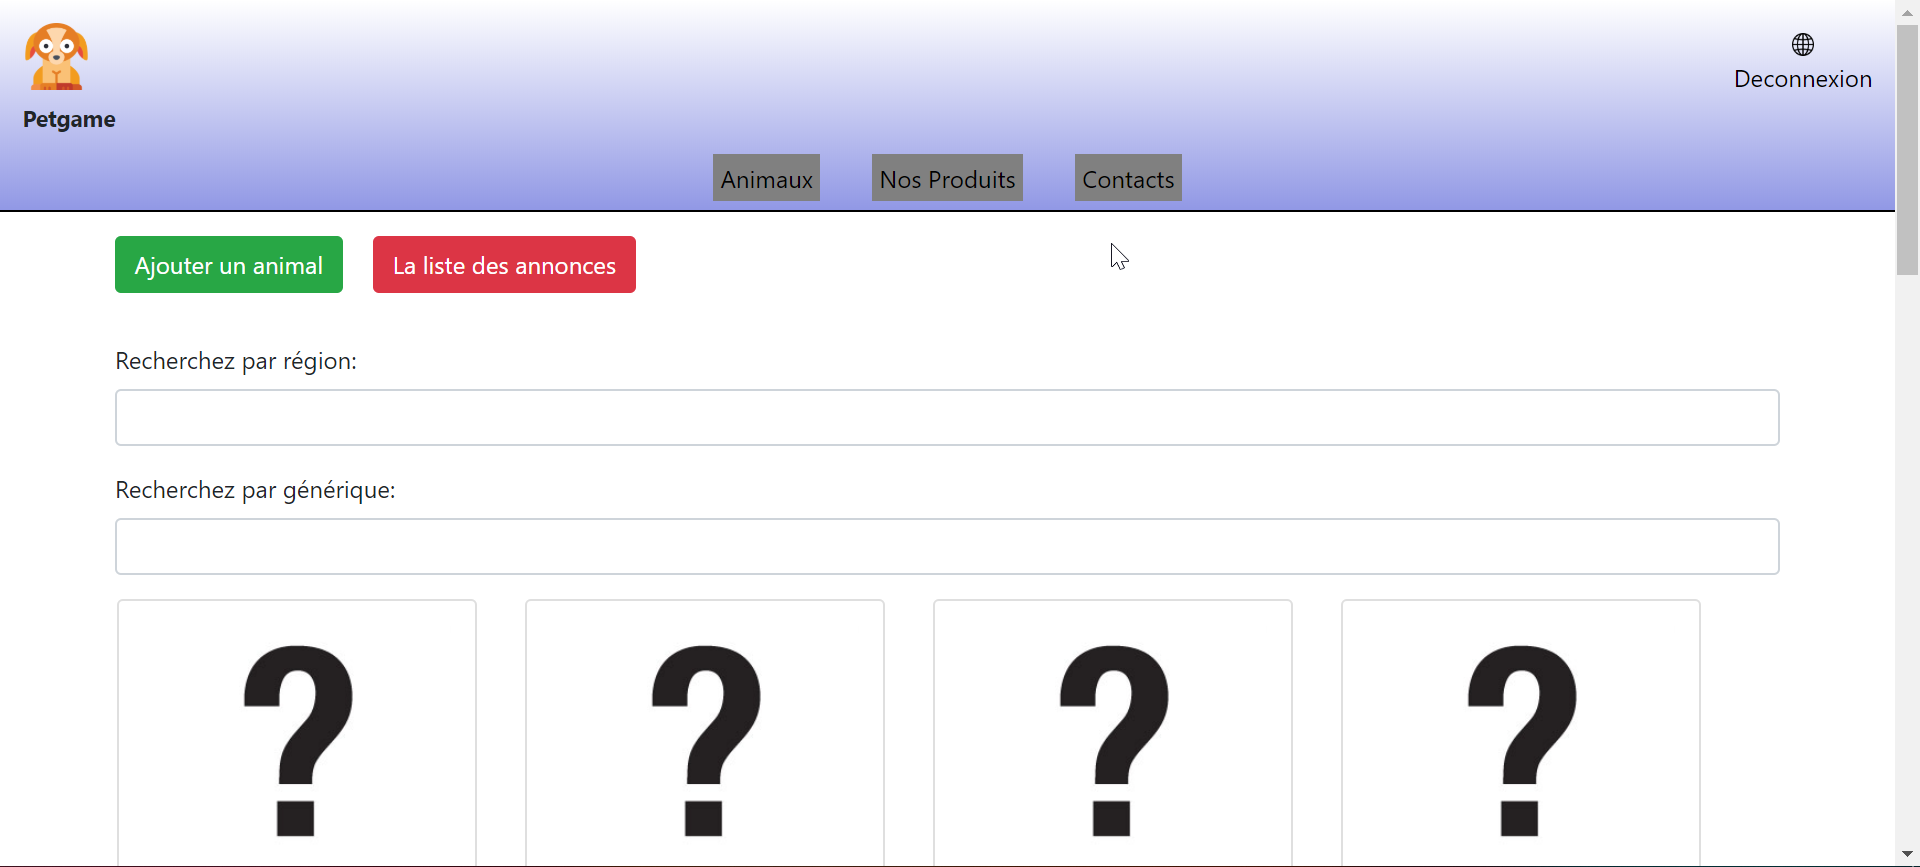 Petgame
Deconnexion
Animaux
Nos Produits
Contacts
Ajouter un animal
La liste des annonces
Recherchez par région:
Recherchez par générique:
? ? ? ?